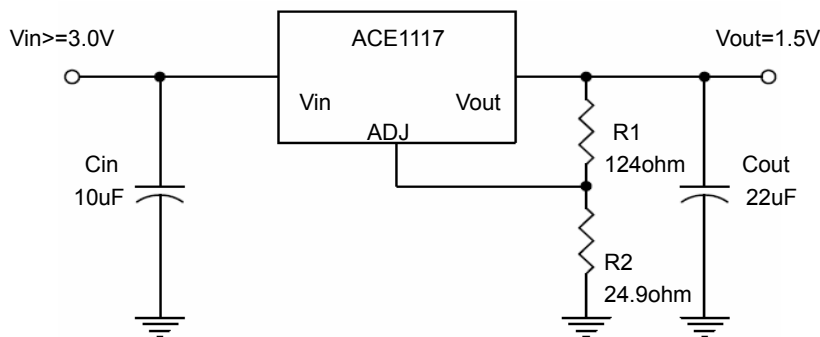 Vin>=3.0V
ACE1117
Vout=1.5V
Vin
Vout
ADJ
Cin
10uF
R1
124ohm
Cout
22uF
R2
24.9ohm